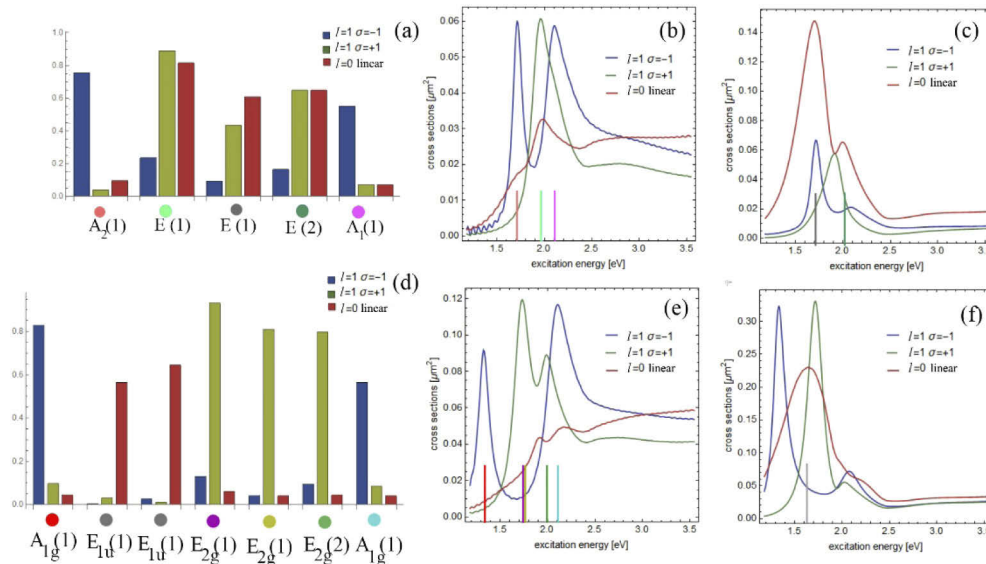 (a)
l=1 σ=-1
l=1 σ=+1
l=0 linear
1.0
0.8
0.6
0.4
0.2
0.0
A2(1) E (1) E (1) E (2) A1(1)
(b)
l=1 σ=-1
l=1 σ=+1
l=0 linear
cross sections [μm²]
0.06
0.05
0.04
0.03
0.02
0.01
0.00
1.5 2.0 2.5 3.0 3.5
excitation energy [eV]
(c)
l=1 σ=-1
l=1 σ=+1
l=0 linear
cross sections [μm²]
0.14
0.12
0.10
0.08
0.06
0.04
0.02
0.00
1.5 2.0 2.5 3.0 3.5
excitation energy [eV]
(d)
l=1 σ=-1
l=1 σ=+1
l=0 linear
0.8
0.6
0.4
0.2
0.0
A1g(1) E1u(1) E1u(1) E2g(1) E2g(1) E2g(2) A1g(1)
(e)
l=1 σ=-1
l=1 σ=+1
l=0 linear
cross sections [μm²]
0.12
0.10
0.08
0.06
0.04
0.02
0.00
1.5 2.0 2.5 3.0 3.5
excitation energy [eV]
(f)
l=1 σ=-1
l=1 σ=+1
l=0 linear
cross sections [μm²]
0.30
0.25
0.20
0.15
0.10
0.05
0.00
1.5 2.0 2.5 3.0 3.5
excitation energy [eV]